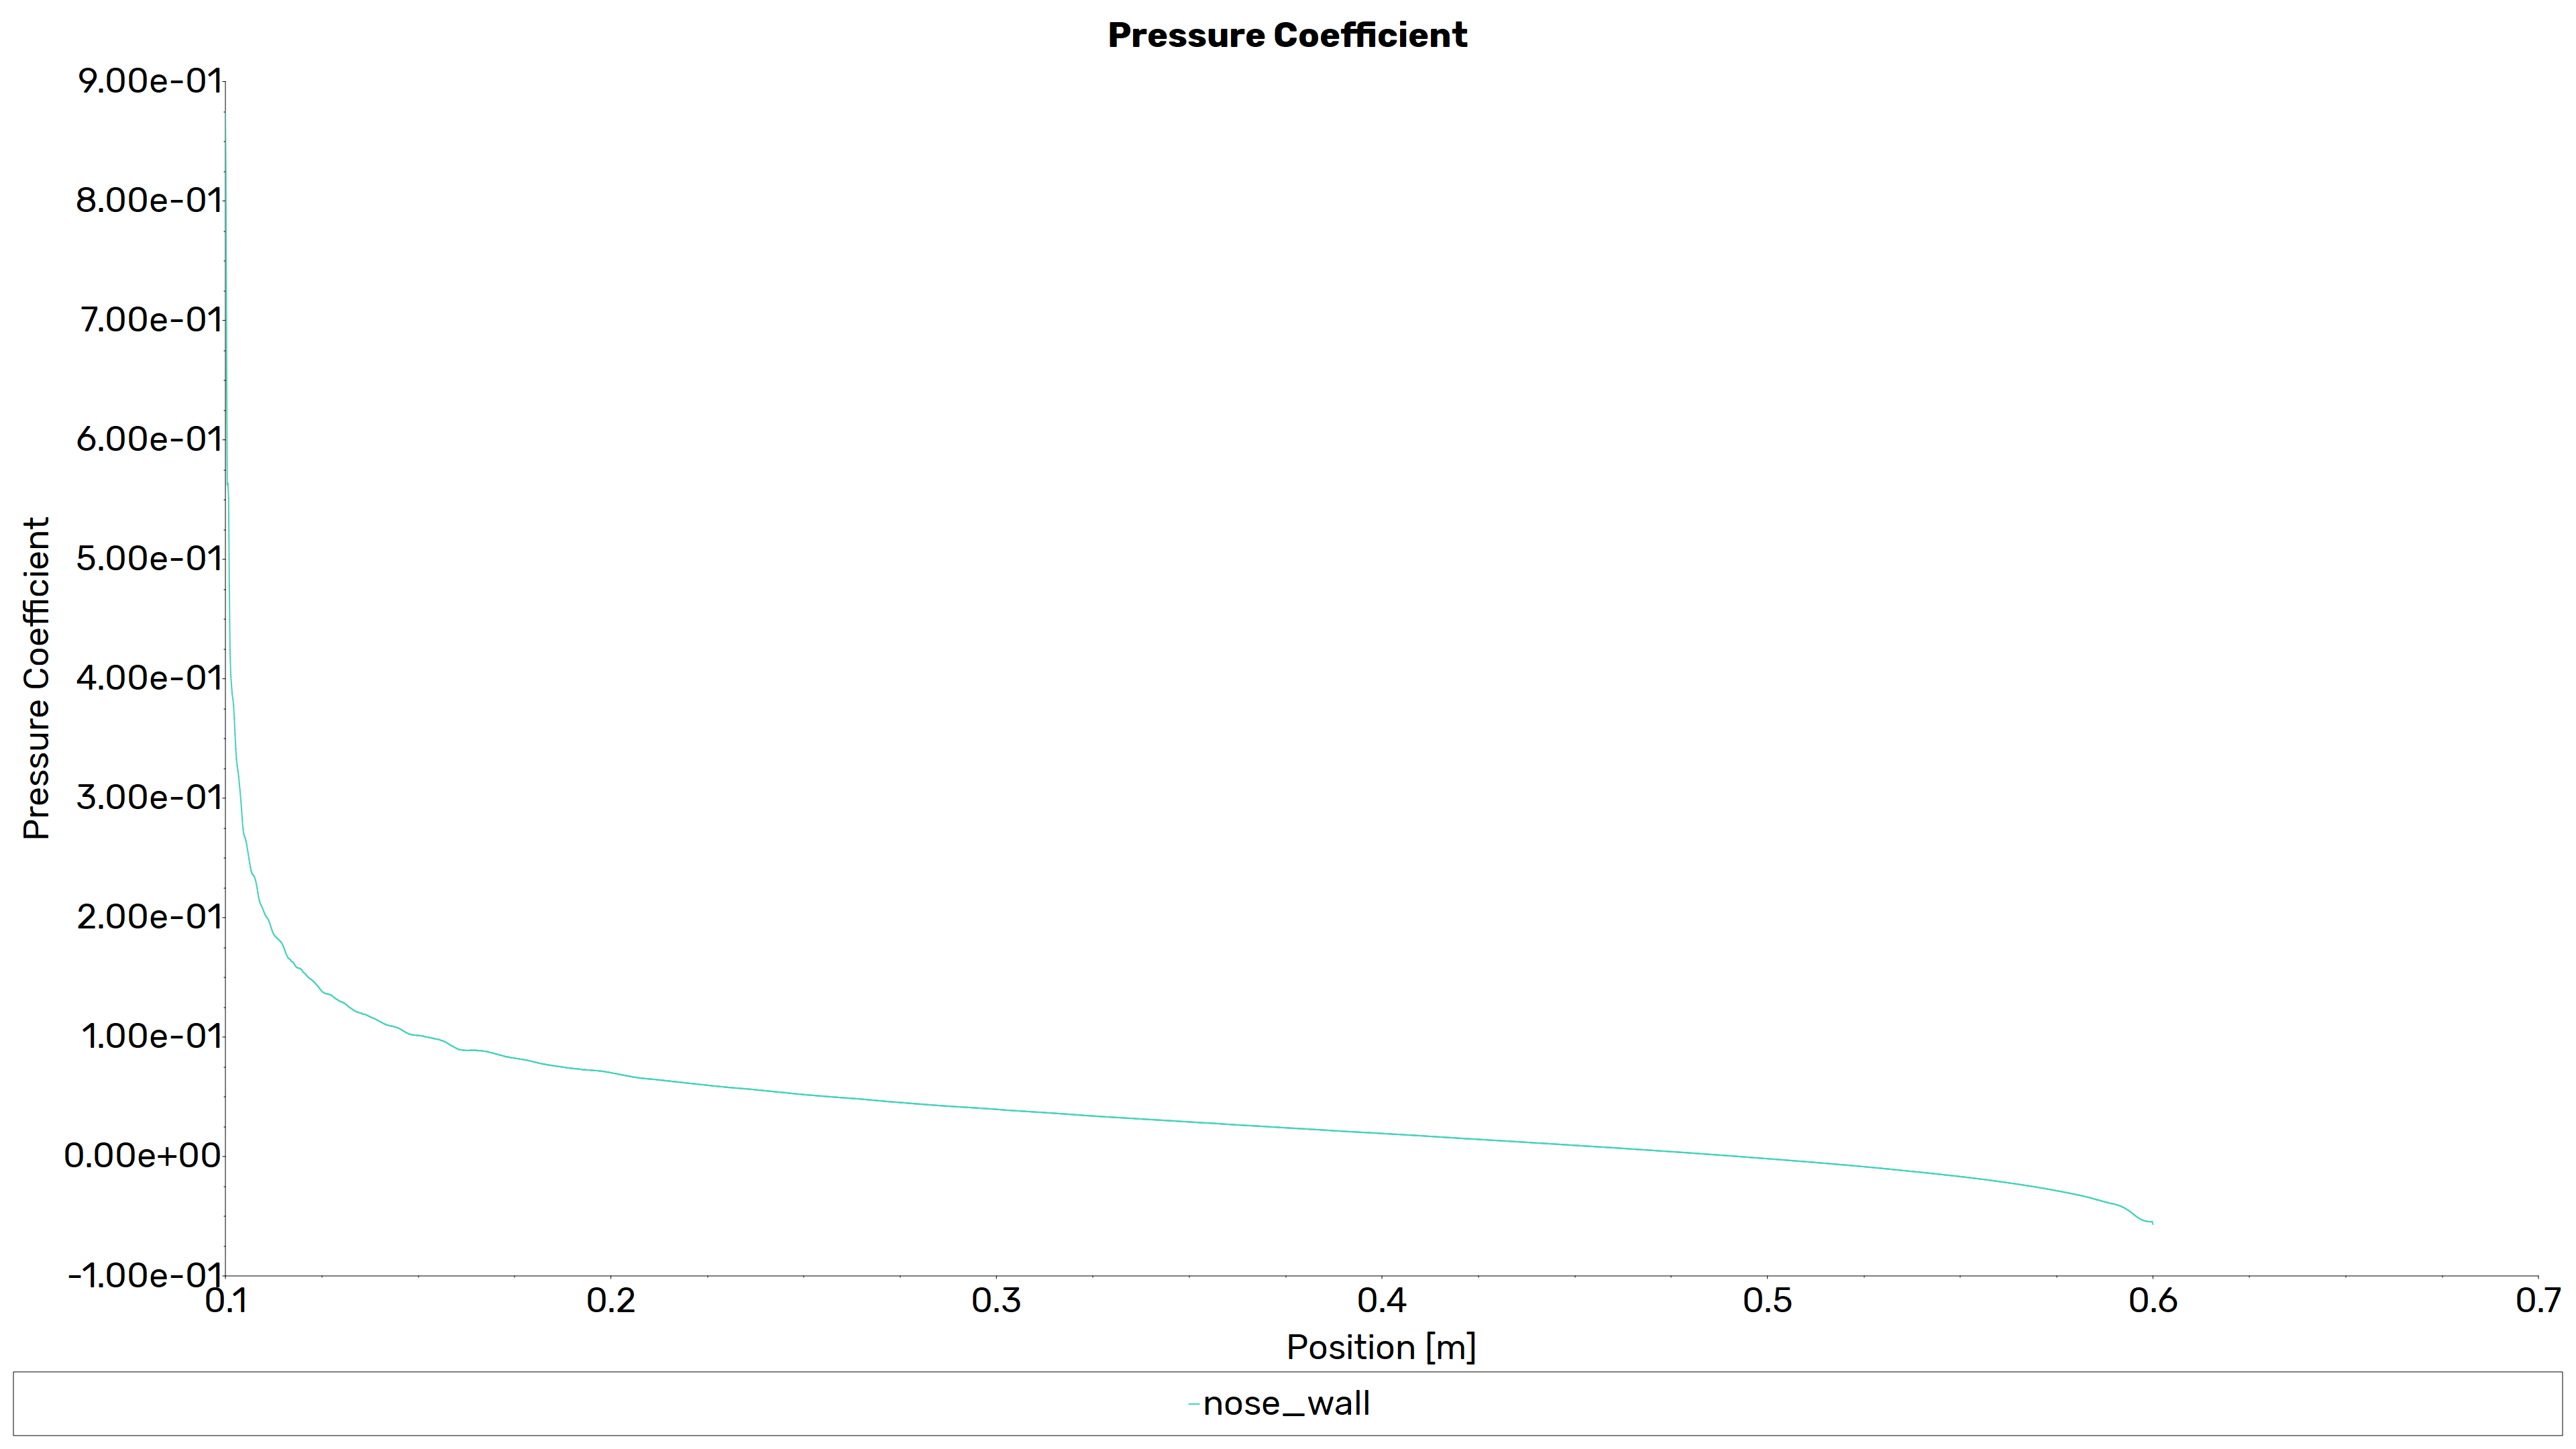 Pressure Coefficient
9.00e-01
8.00e-01
7.00e-01
6.00e-01
5.00e-01
4.00e-01
3.00e-01
2.00e-01
1.00e-01
0.00e+00
-1.00e-01
Pressure Coefficient
0.1 0.2 0.3 0.4 0.5 0.6 0.7
Position [m]
nose_wall